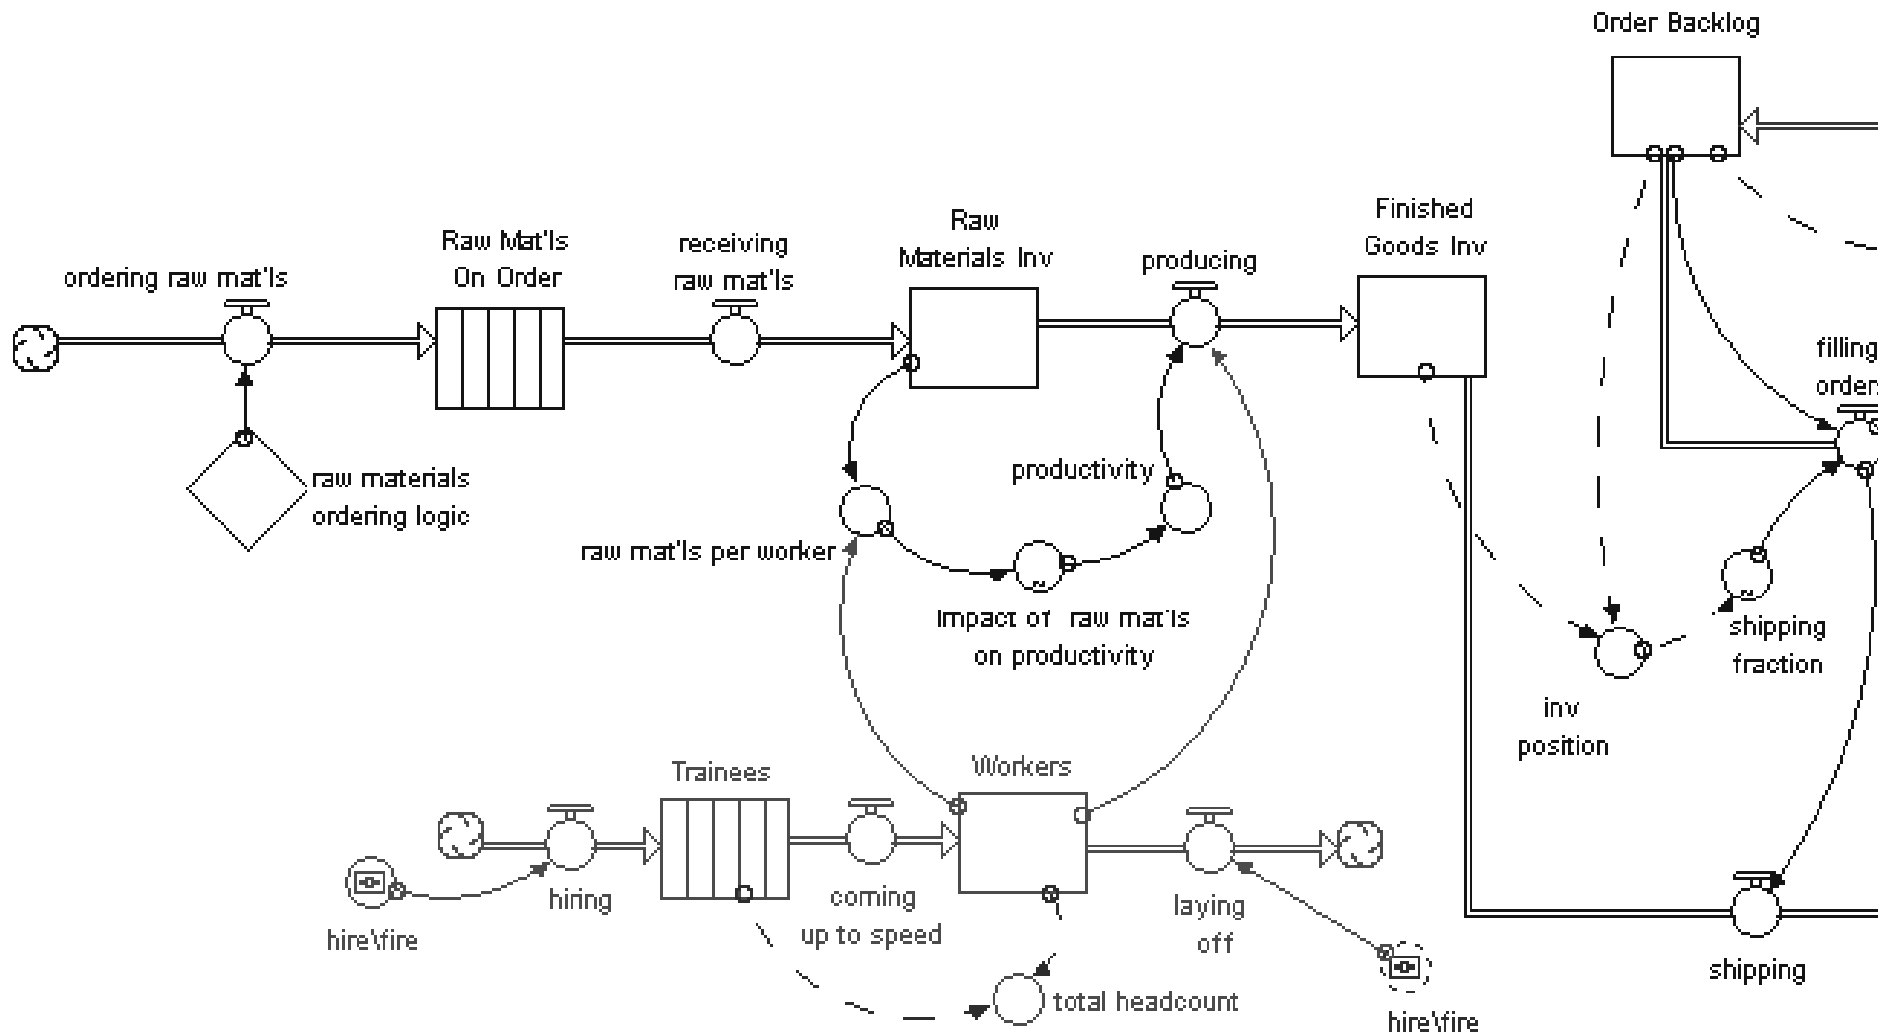 Order Backlog
Finished
Goods Inv
Raw
Materials Inv
producing
Raw Mat'ls
On Order
receiving
raw mat'ls
ordering raw mat'ls
filling
order
raw materials
ordering logic
productivity
raw mat'ls per worker
impact of raw mat'ls
on productivity
shipping
fraction
inv
position
Trainees
Workers
hiring
coming
up to speed
laying
off
hire\fire
shipping
total headcount
hire\fire